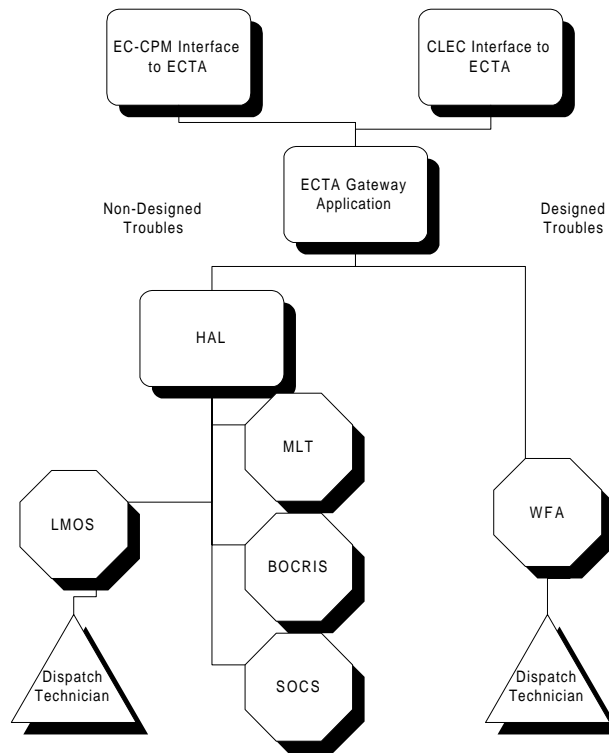 EC-CPM Interface
to ECTA
CLEC Interface to
ECTA
ECTA Gateway
Application
Non-Designed
Troubles
Designed
Troubles
HAL
MLT
LMOS
WFA
BOCRIS
SOCS
Dispatch
Technician
Dispatch
Technician